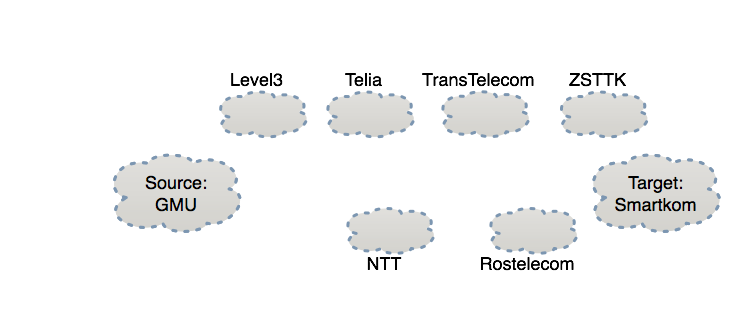 Level3
Telia
TransTelecom
ZSTTK
Source:
GMU
Target:
Smartkom
NTT
Rostelecom